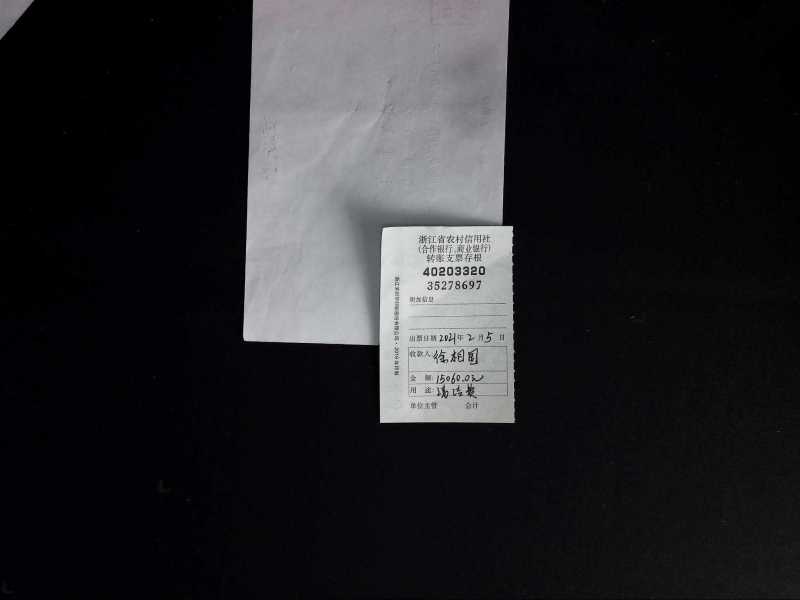 浙江省农村信用社
(合作银行、商业银行)
转账支票存根
40203320
35278697
附加信息
出票日期 2021年 2月 5日
收款人: 徐相国
金 额: 15060.0元
用 途:
单位主管 会计